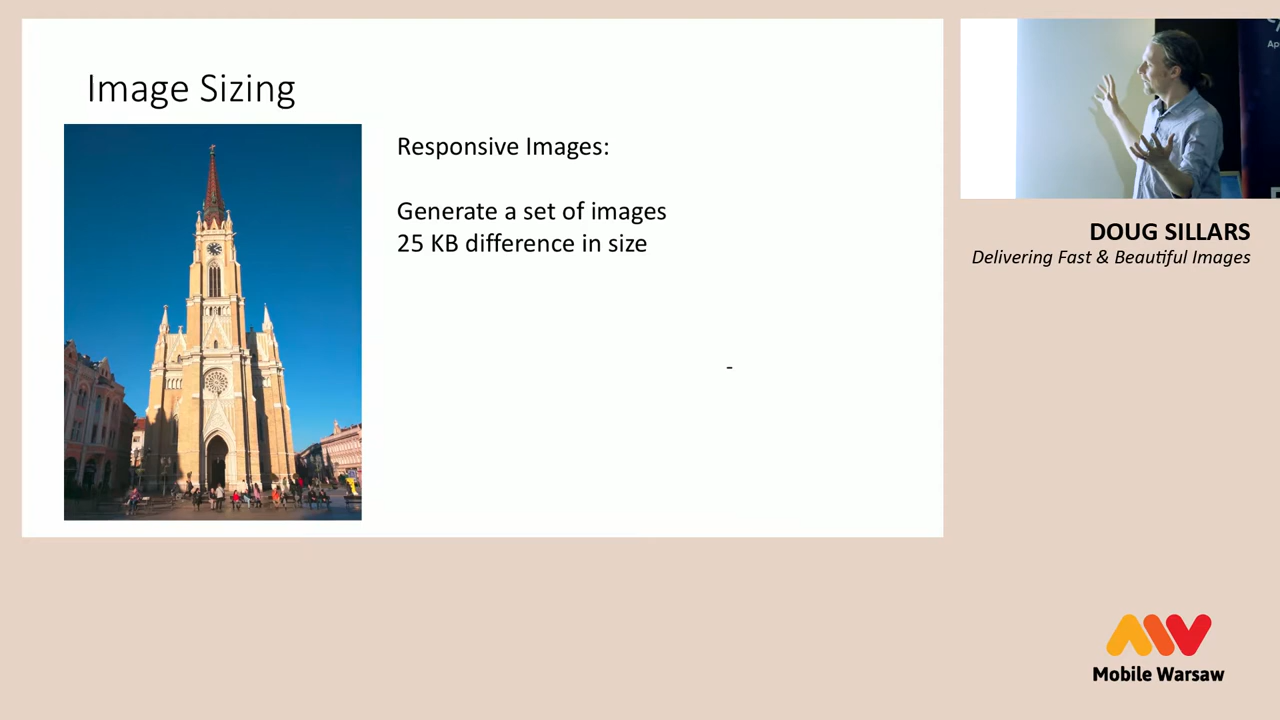 Image Sizing
Responsive Images:
Generate a set of images
25 KB difference in size
-
DOUG SILLARS
Delivering Fast & Beautiful Images
Mobile Warsaw